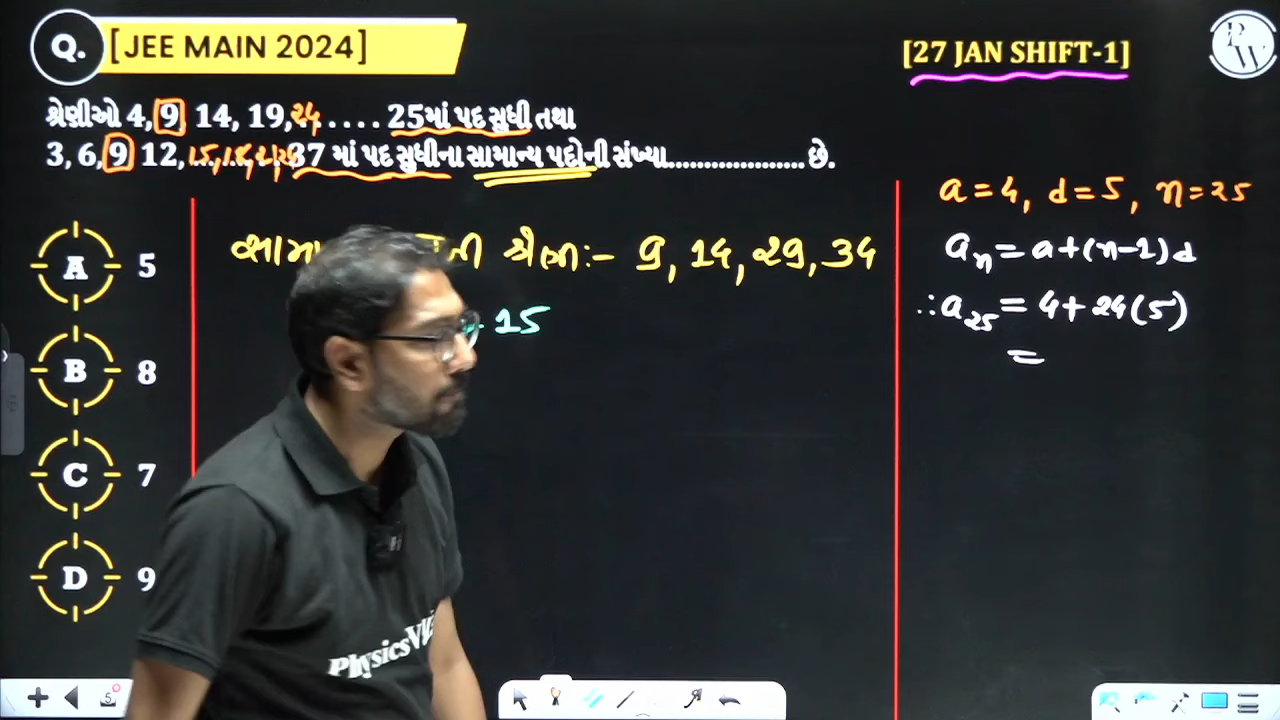 Q. [JEE MAIN 2024]
[27 JAN SHIFT-1]
PW
શ્રેણીઓ 4, 9, 14, 19, 24, . . . . 25માં પદ સુધી તથા
3, 6, 9 12, 37 માં પદ સુધીના સામાન્ય પદોની સંખ્યા.................... છે.
a = 4, d = 5, n = 25
શ્રેણી:- 9, 14, 29, 34
aₙ = a + (n-1) d
A 5
15
∴ a₂₅ = 4 + 24 (5)
=
B 8
C 7
D 9